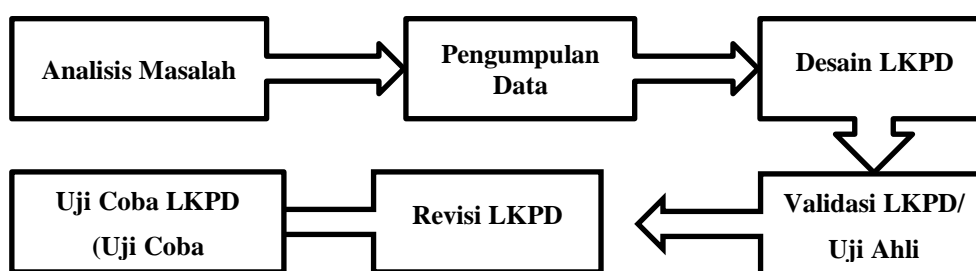 Analisis Masalah
Pengumpulan
Data
Desain LKPD
Validasi LKPD/
Uji Ahli
Revisi LKPD
Uji Coba LKPD
(Uji Coba